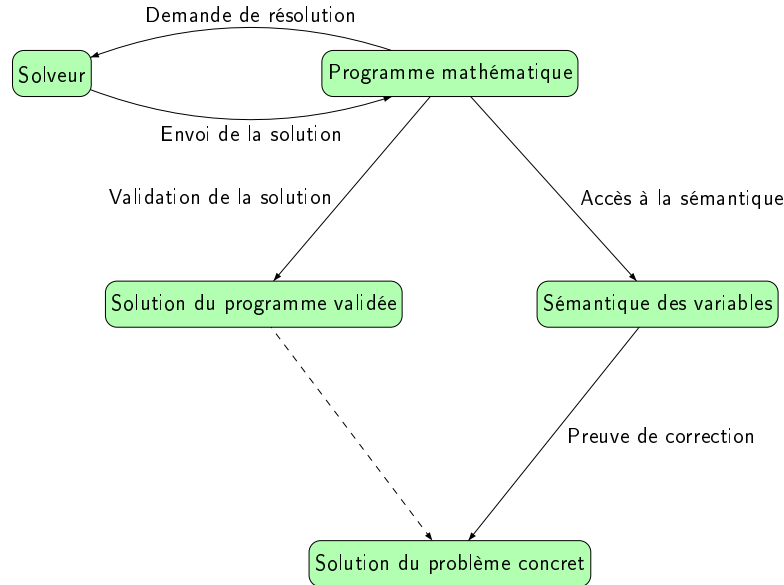 Demande de résolution
Solveur
Programme mathématique
Envoi de la solution
Validation de la solution
Accès à la sémantique
Solution du programme validée
Sémantique des variables
Preuve de correction
Solution du problème concret